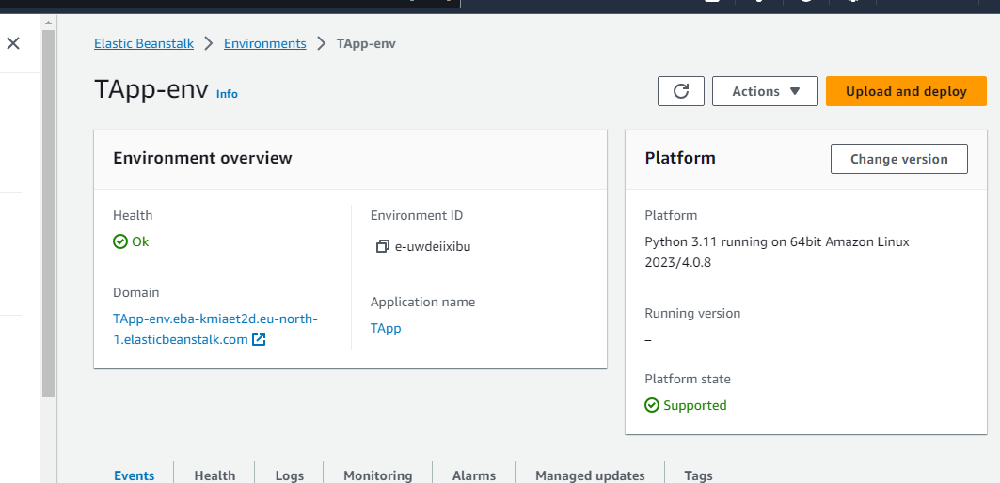 Elastic Beanstalk > Environments > TApp-env
TApp-env Info
Actions
Upload and deploy
Environment overview
Health
Ok
Domain
TApp-env.eba-kmiaet2d.eu-north-
1.elasticbeanstalk.com
Environment ID
e-uwdeiixibu
Application name
TApp
Platform
Change version
Platform
Python 3.11 running on 64bit Amazon Linux
2023/4.0.8
Running version
–
Platform state
Supported
Events Health Logs Monitoring Alarms Managed updates Tags